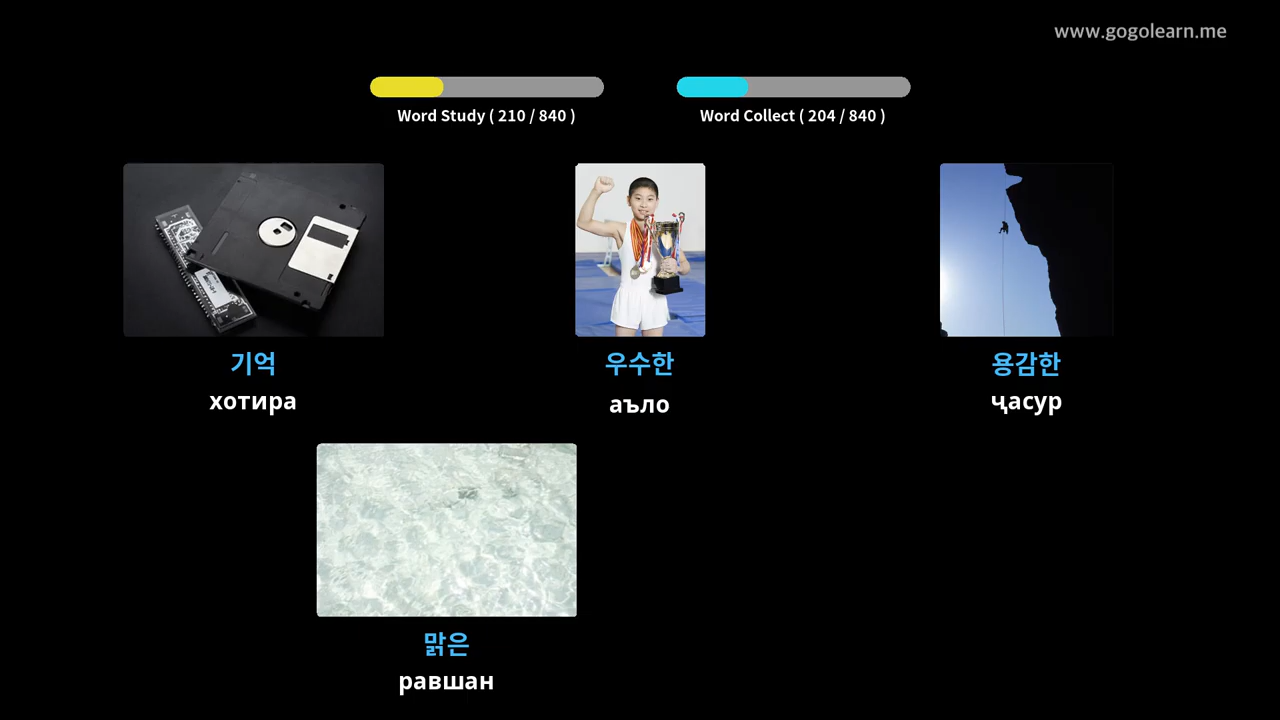 www.gogolearn.me
Word Study ( 210 / 840 )
Word Collect ( 204 / 840 )
기억
우수한
용감한
хотира
аъло
ҷасур
맑은
равшан